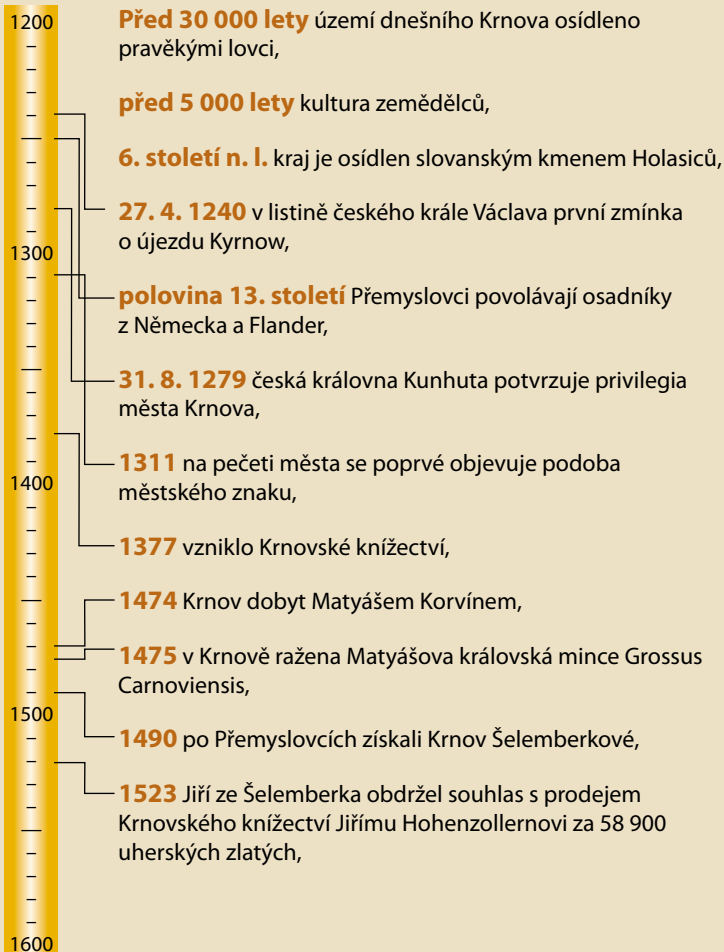 1200
1300
1400
1500
1600
Před 30 000 lety území dnešního Krnova osídleno
pravěkými lovci,
před 5 000 lety kultura zemědělců,
6. století n. l. kraj je osídlen slovanským kmenem Holasiců,
27. 4. 1240 v listině českého krále Václava první zmínka
o újezdu Kyrnow,
polovina 13. století Přemyslovci povolávají osadníky
z Německa a Flander,
31. 8. 1279 česká královna Kunhuta potvrzuje privilegia
města Krnova,
1311 na pečeti města se poprvé objevuje podoba
městského znaku,
1377 vzniklo Krnovské knížectví,
1474 Krnov dobyt Matyášem Korvínem,
1475 v Krnově ražena Matyášova královská mince Grossus
Carnoviensis,
1490 po Přemyslovcích získali Krnov Šelemberkové,
1523 Jiří ze Šelemberka obdržel souhlas s prodejem
Krnovského knížectví Jiřímu Hohenzollernovi za 58 900
uherských zlatých,